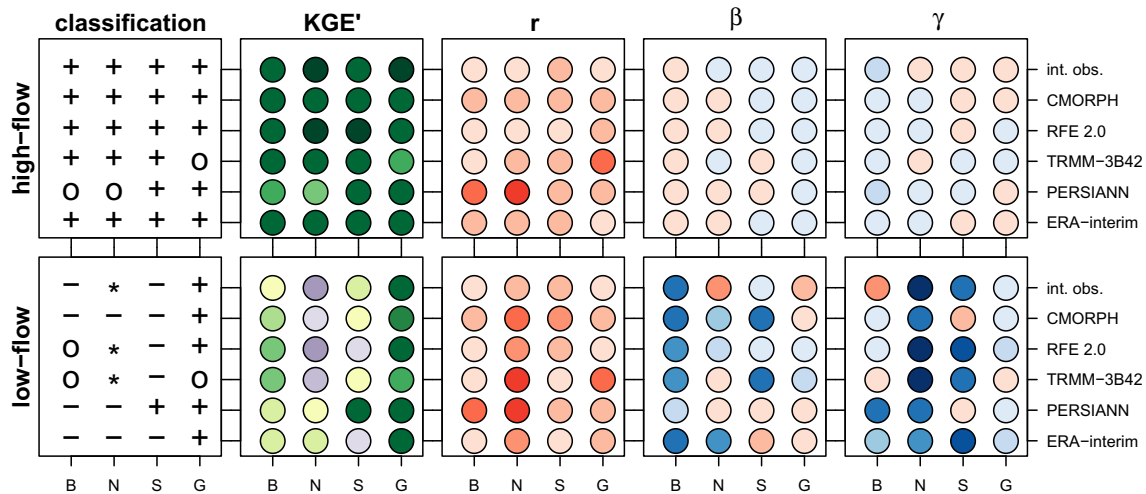 classification KGE' r β γ
high-flow
+ + + + int. obs.
+ + + + CMORPH
+ + + + RFE 2.0
+ + + o TRMM-3B42
o o + + PERSIANN
+ + + + ERA-interim
low-flow
- * - + int. obs.
- - - + CMORPH
o * - + RFE 2.0
o * - o TRMM-3B42
- - + + PERSIANN
- - - + ERA-interim
B N S G B N S G B N S G B N S G B N S G